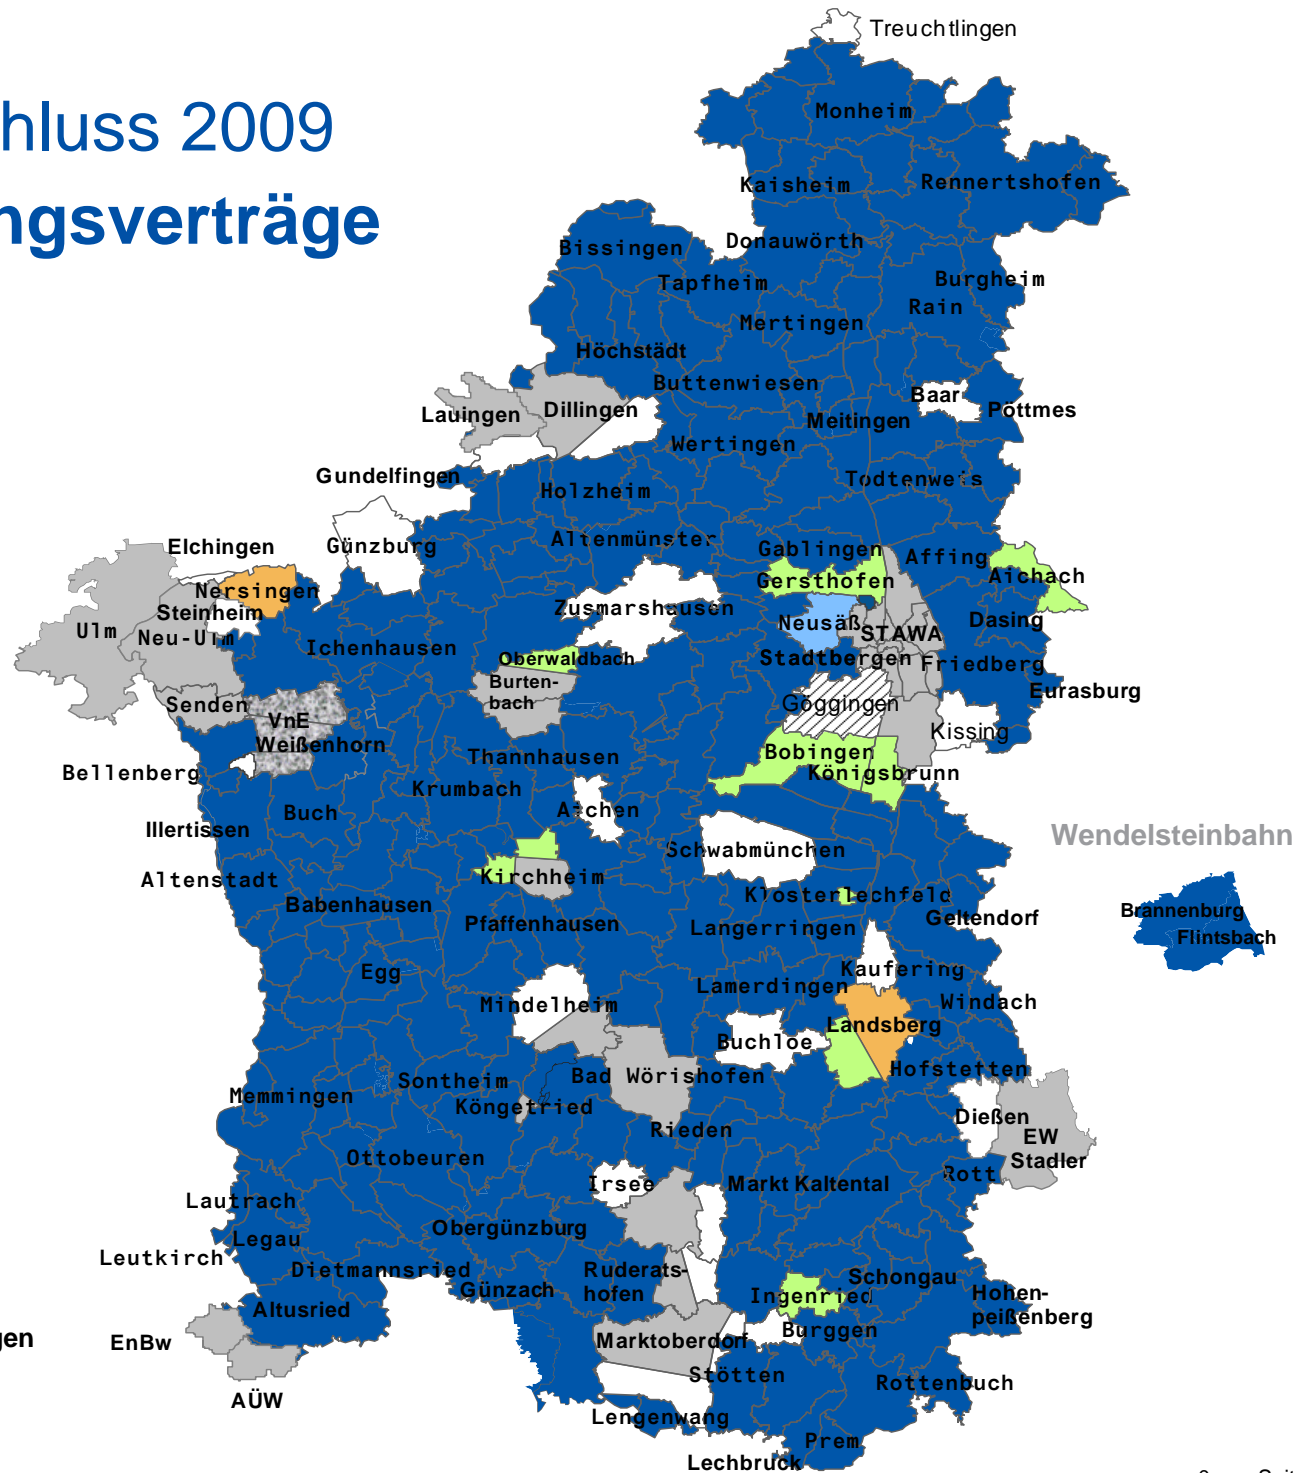 Treuchtlingen
hluss 2009
Monheim
Kaisheim
Rennertshofen
ngsverträge
Bissingen
Donauwörth
Tapfheim
Burgheim
Rain
Mertingen
Höchstädt
Buttenwiesen
Baar
Lauingen
Dillingen
Meitingen
Pöttmes
Wertingen
Gundelfingen
Holzheim
Todtenweis
Elchingen
Günzburg
Altenmünster
Gablingen
Affing
Nersingen
Gersthofen
Aichach
Steinheim
Zusmarshausen
Neusäß
Dasing
Ulm
Neu-Ulm
STAWA
Ichenhausen
Oberwaldbach
Stadtbergen
Friedberg
Burten-
bach
Eurasburg
Senden
Göggingen
VnE
Weißenhorn
Kissing
Thannhausen
Bobingen
Bellenberg
Königsbrunn
Krumbach
Buch
Aichen
Illertissen
Wendelsteinbahn
Schwabmünchen
Altenstadt
Kirchheim
Babenhausen
Klosterlechfeld
Brannenburg
Pfaffenhausen
Langerringen
Geltendorf
Flintsbach
Egg
Kaufering
Lamerdingen
Mindelheim
Windach
Landsberg
Buchloe
Hofstetten
Sontheim
Bad Wörishofen
Memmingen
Köngetried
Dießen
Rieden
EW
Stadler
Ottobeuren
Rott
Irsee
Markt Kaltental
Lautrach
Obergünzburg
Legau
Leutkirch
Dietmannsried
Ruderats-
hofen
Schongau
Günzach
Ingenried
Hohen-
peißenberg
Altusried
Burggen
gen
EnBw
Marktoberdorf
Stötten
Rottenbuch
AÜW
Lengenwang
Prem
Lechbruck